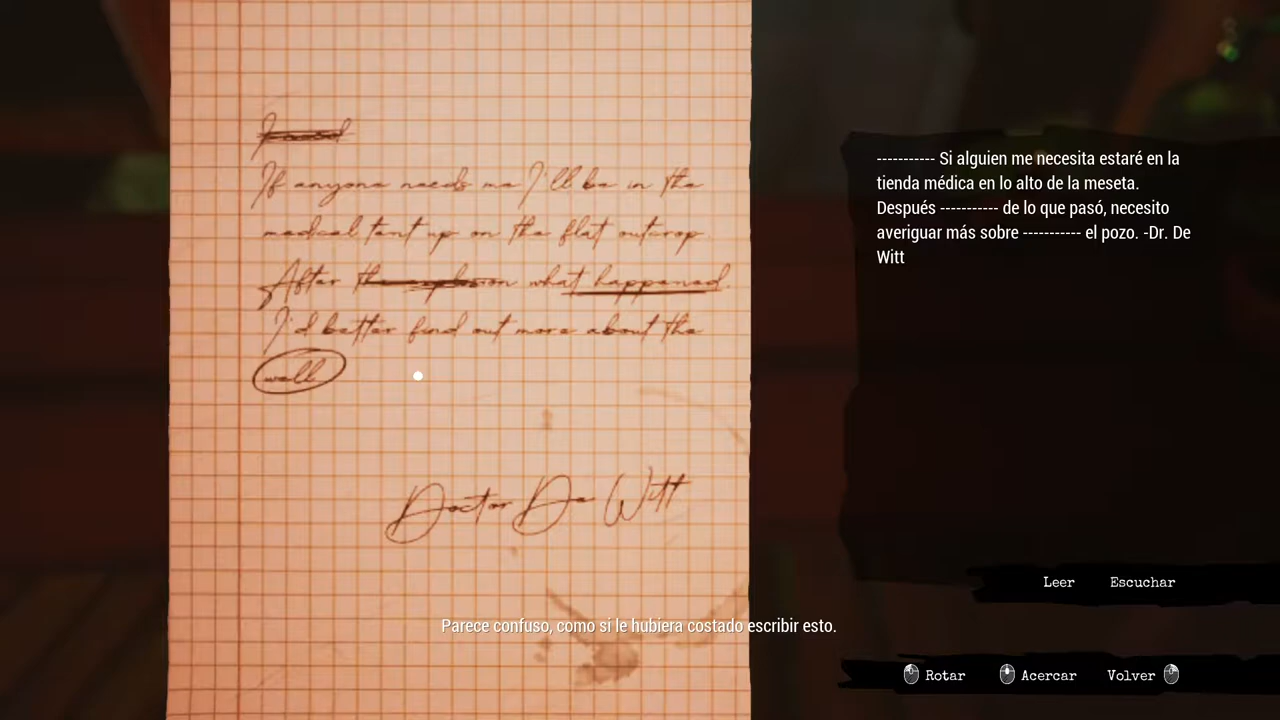 If anyone needs me I'll be in the
medical tent up on the flat outcrop.
After the explosion what happened.
I'd better find out more about the
well
Doctor De Witt
----------- Si alguien me necesita estaré en la
tienda médica en lo alto de la meseta.
Después ----------- de lo que pasó, necesito
averiguar más sobre ----------- el pozo. -Dr. De
Witt
Leer Escuchar
Parece confuso, como si le hubiera costado escribir esto.
Rotar Acercar Volver